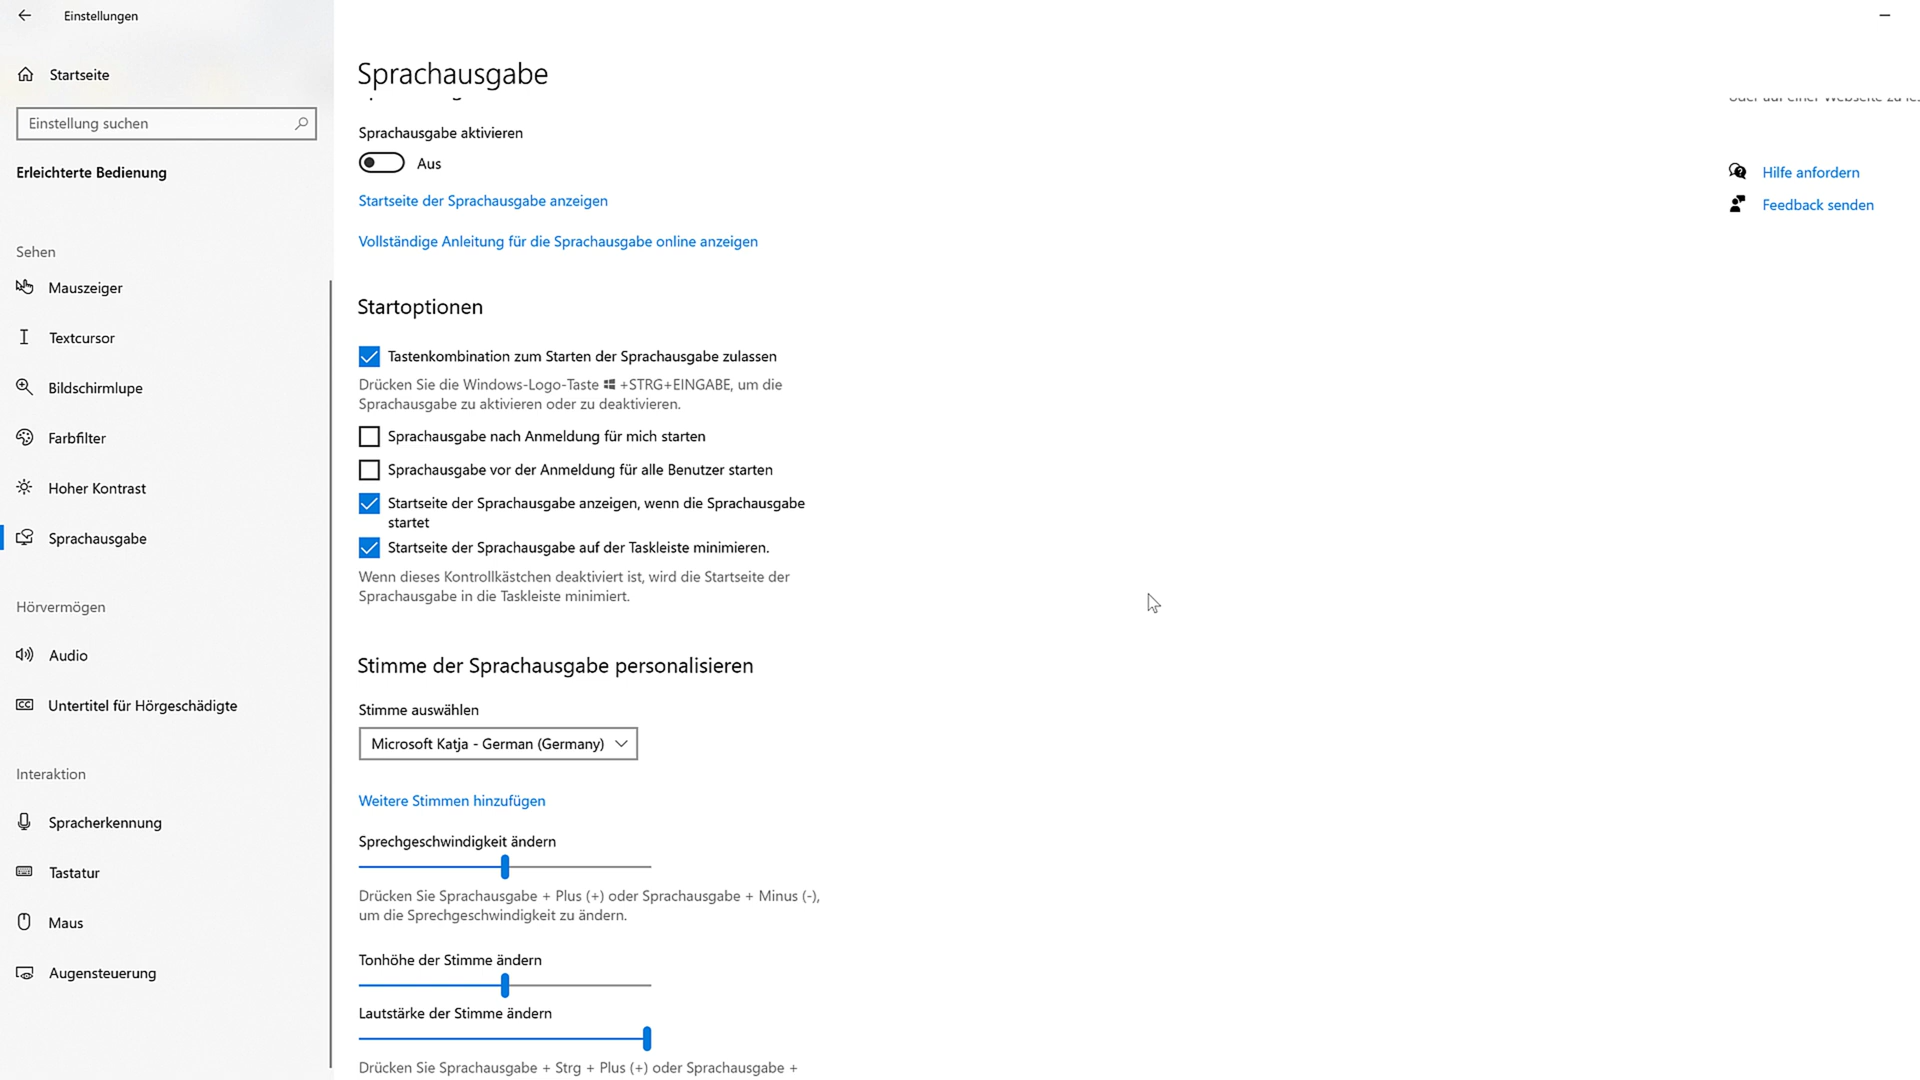 Einstellungen
Startseite
Einstellung suchen
Erleichterte Bedienung
Sehen
Mauszeiger
Textcursor
Bildschirmlupe
Farbfilter
Hoher Kontrast
Sprachausgabe
Hörvermögen
Audio
Untertitel für Hörgeschädigte
Interaktion
Spracherkennung
Tastatur
Maus
Augensteuerung
Sprachausgabe
Sprachausgabe aktivieren
Aus
Startseite der Sprachausgabe anzeigen
Vollständige Anleitung für die Sprachausgabe online anzeigen
Startoptionen
Tastenkombination zum Starten der Sprachausgabe zulassen
Drücken Sie die Windows-Logo-Taste +STRG+EINGABE, um die
Sprachausgabe zu aktivieren oder zu deaktivieren.
Sprachausgabe nach Anmeldung für mich starten
Sprachausgabe vor der Anmeldung für alle Benutzer starten
Startseite der Sprachausgabe anzeigen, wenn die Sprachausgabe
startet
Startseite der Sprachausgabe auf der Taskleiste minimieren.
Wenn dieses Kontrollkästchen deaktiviert ist, wird die Startseite der
Sprachausgabe in die Taskleiste minimiert.
Stimme der Sprachausgabe personalisieren
Stimme auswählen
Microsoft Katja - German (Germany)
Weitere Stimmen hinzufügen
Sprechgeschwindigkeit ändern
Drücken Sie Sprachausgabe + Plus (+) oder Sprachausgabe + Minus (-),
um die Sprechgeschwindigkeit zu ändern.
Tonhöhe der Stimme ändern
Lautstärke der Stimme ändern
Drücken Sie Sprachausgabe + Strg + Plus (+) oder Sprachausgabe +
Hilfe anfordern
Feedback senden